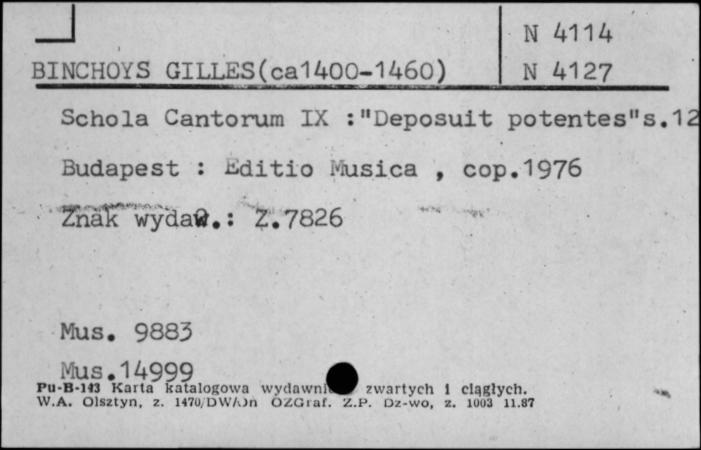 N 4114
BINCHOYS GILLES(ca1400-1460) N 4127
Schola Cantorum IX :"Deposuit potentes"s.12
Budapest : Editio Musica , cop.1976
Znak wydaw.: Z.7826
Mus. 9883
Mus.14999
Pu-B-143 Karta katalogowa zwartych i ciągłych.
W.A. Olsztyn, z. 1470/DW/Jn OZGraf. Z.P. Dz-wo, z. 1003 11.87